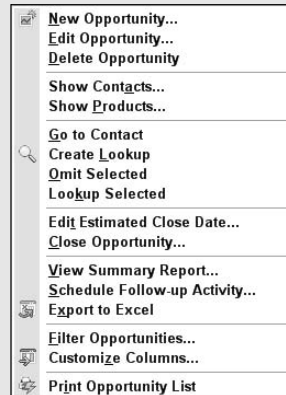 New Opportunity...
Edit Opportunity...
Delete Opportunity
Show Contacts...
Show Products...
Go to Contact
Create Lookup
Omit Selected
Lookup Selected
Edit Estimated Close Date...
Close Opportunity...
View Summary Report...
Schedule Follow-up Activity...
Export to Excel
Filter Opportunities...
Customize Columns...
Print Opportunity List